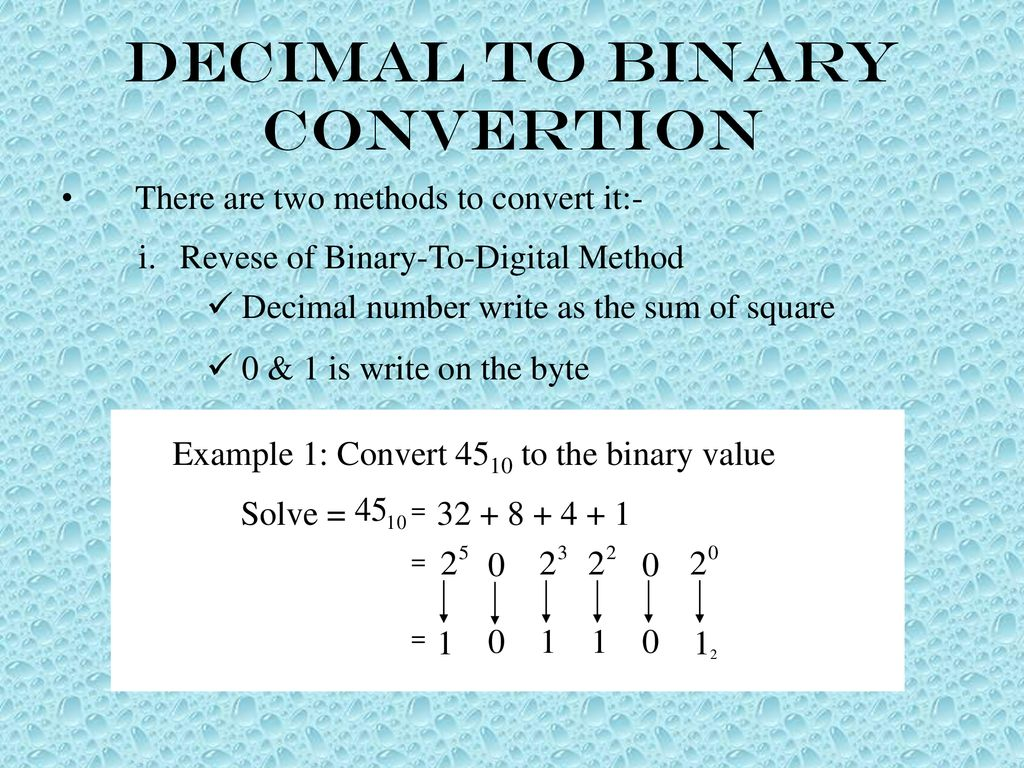 DECIMAL TO BINARY
CONVERTION
• There are two methods to convert it:-
i. Revese of Binary-To-Digital Method
✓ Decimal number write as the sum of square
✓ 0 & 1 is write on the byte
Example 1: Convert 45₁₀ to the binary value
Solve = 45₁₀ = 32 + 8 + 4 + 1
= 2⁵ 0 2³ 2² 0 2⁰
= 1 0 1 1 0 1₂